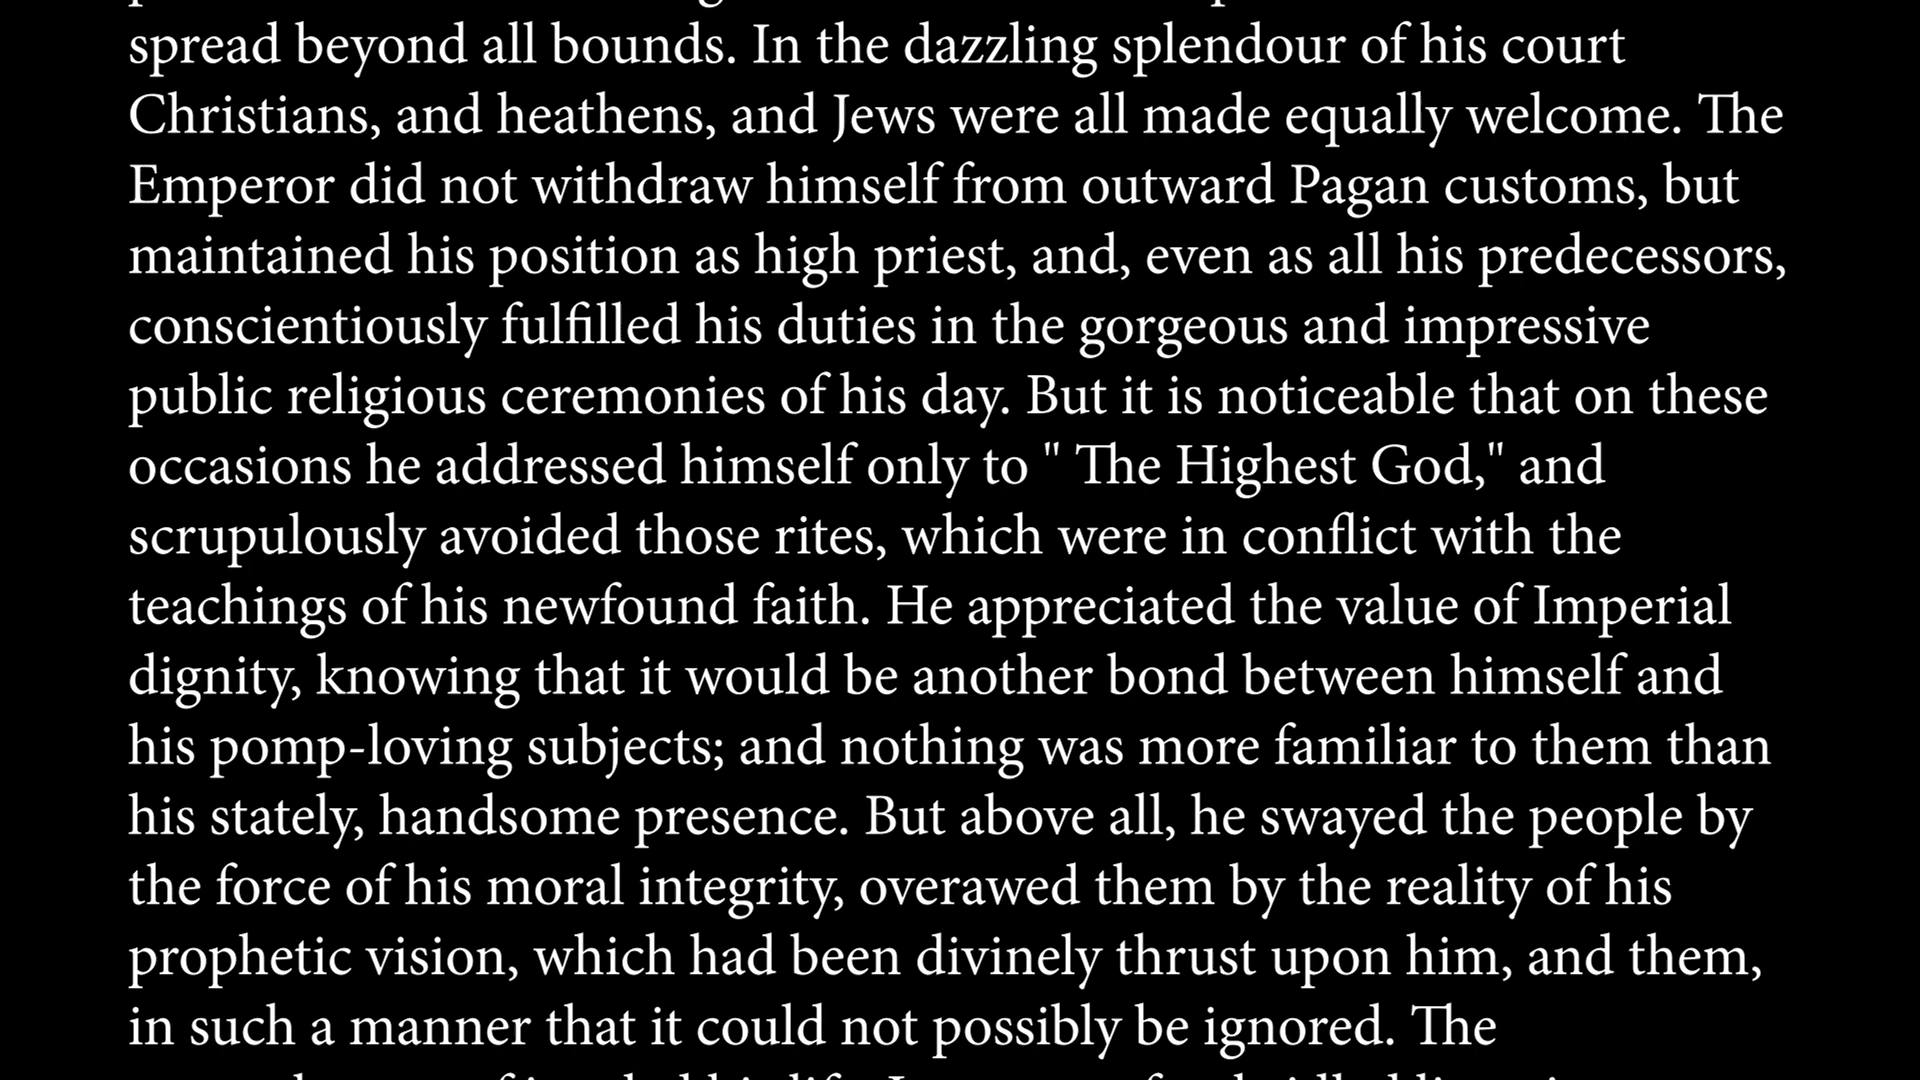 spread beyond all bounds. In the dazzling splendour of his court
Christians, and heathens, and Jews were all made equally welcome. The
Emperor did not withdraw himself from outward Pagan customs, but
maintained his position as high priest, and, even as all his predecessors,
conscientiously fulfilled his duties in the gorgeous and impressive
public religious ceremonies of his day. But it is noticeable that on these
occasions he addressed himself only to " The Highest God," and
scrupulously avoided those rites, which were in conflict with the
teachings of his newfound faith. He appreciated the value of Imperial
dignity, knowing that it would be another bond between himself and
his pomp-loving subjects; and nothing was more familiar to them than
his stately, handsome presence. But above all, he swayed the people by
the force of his moral integrity, overawed them by the reality of his
prophetic vision, which had been divinely thrust upon him, and them,
in such a manner that it could not possibly be ignored. The